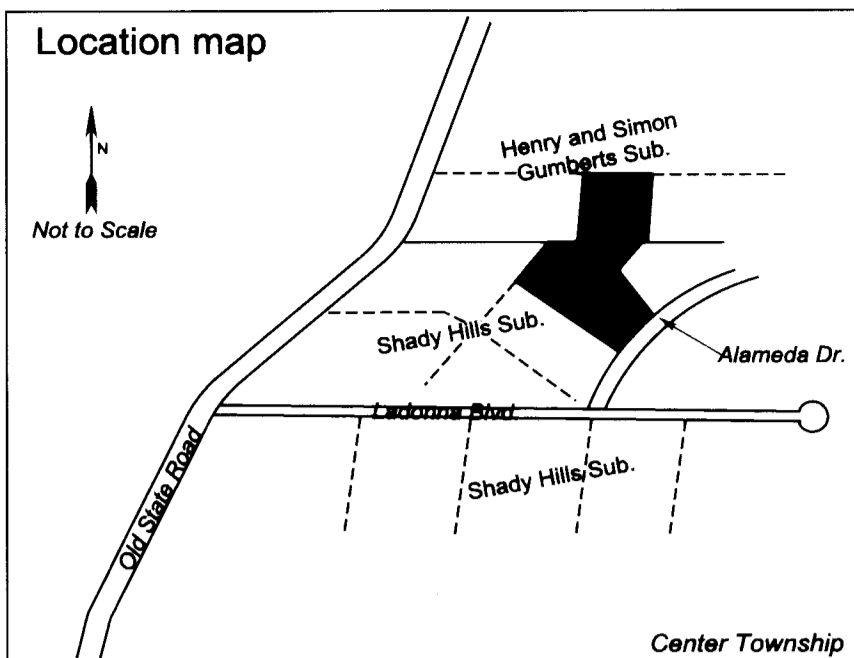 Location map
N
Not to Scale
Henry and Simon
Gumberts Sub.
Shady Hills Sub.
Alameda Dr.
Ladonna Blvd
Shady Hills Sub.
Old State Road
Center Township